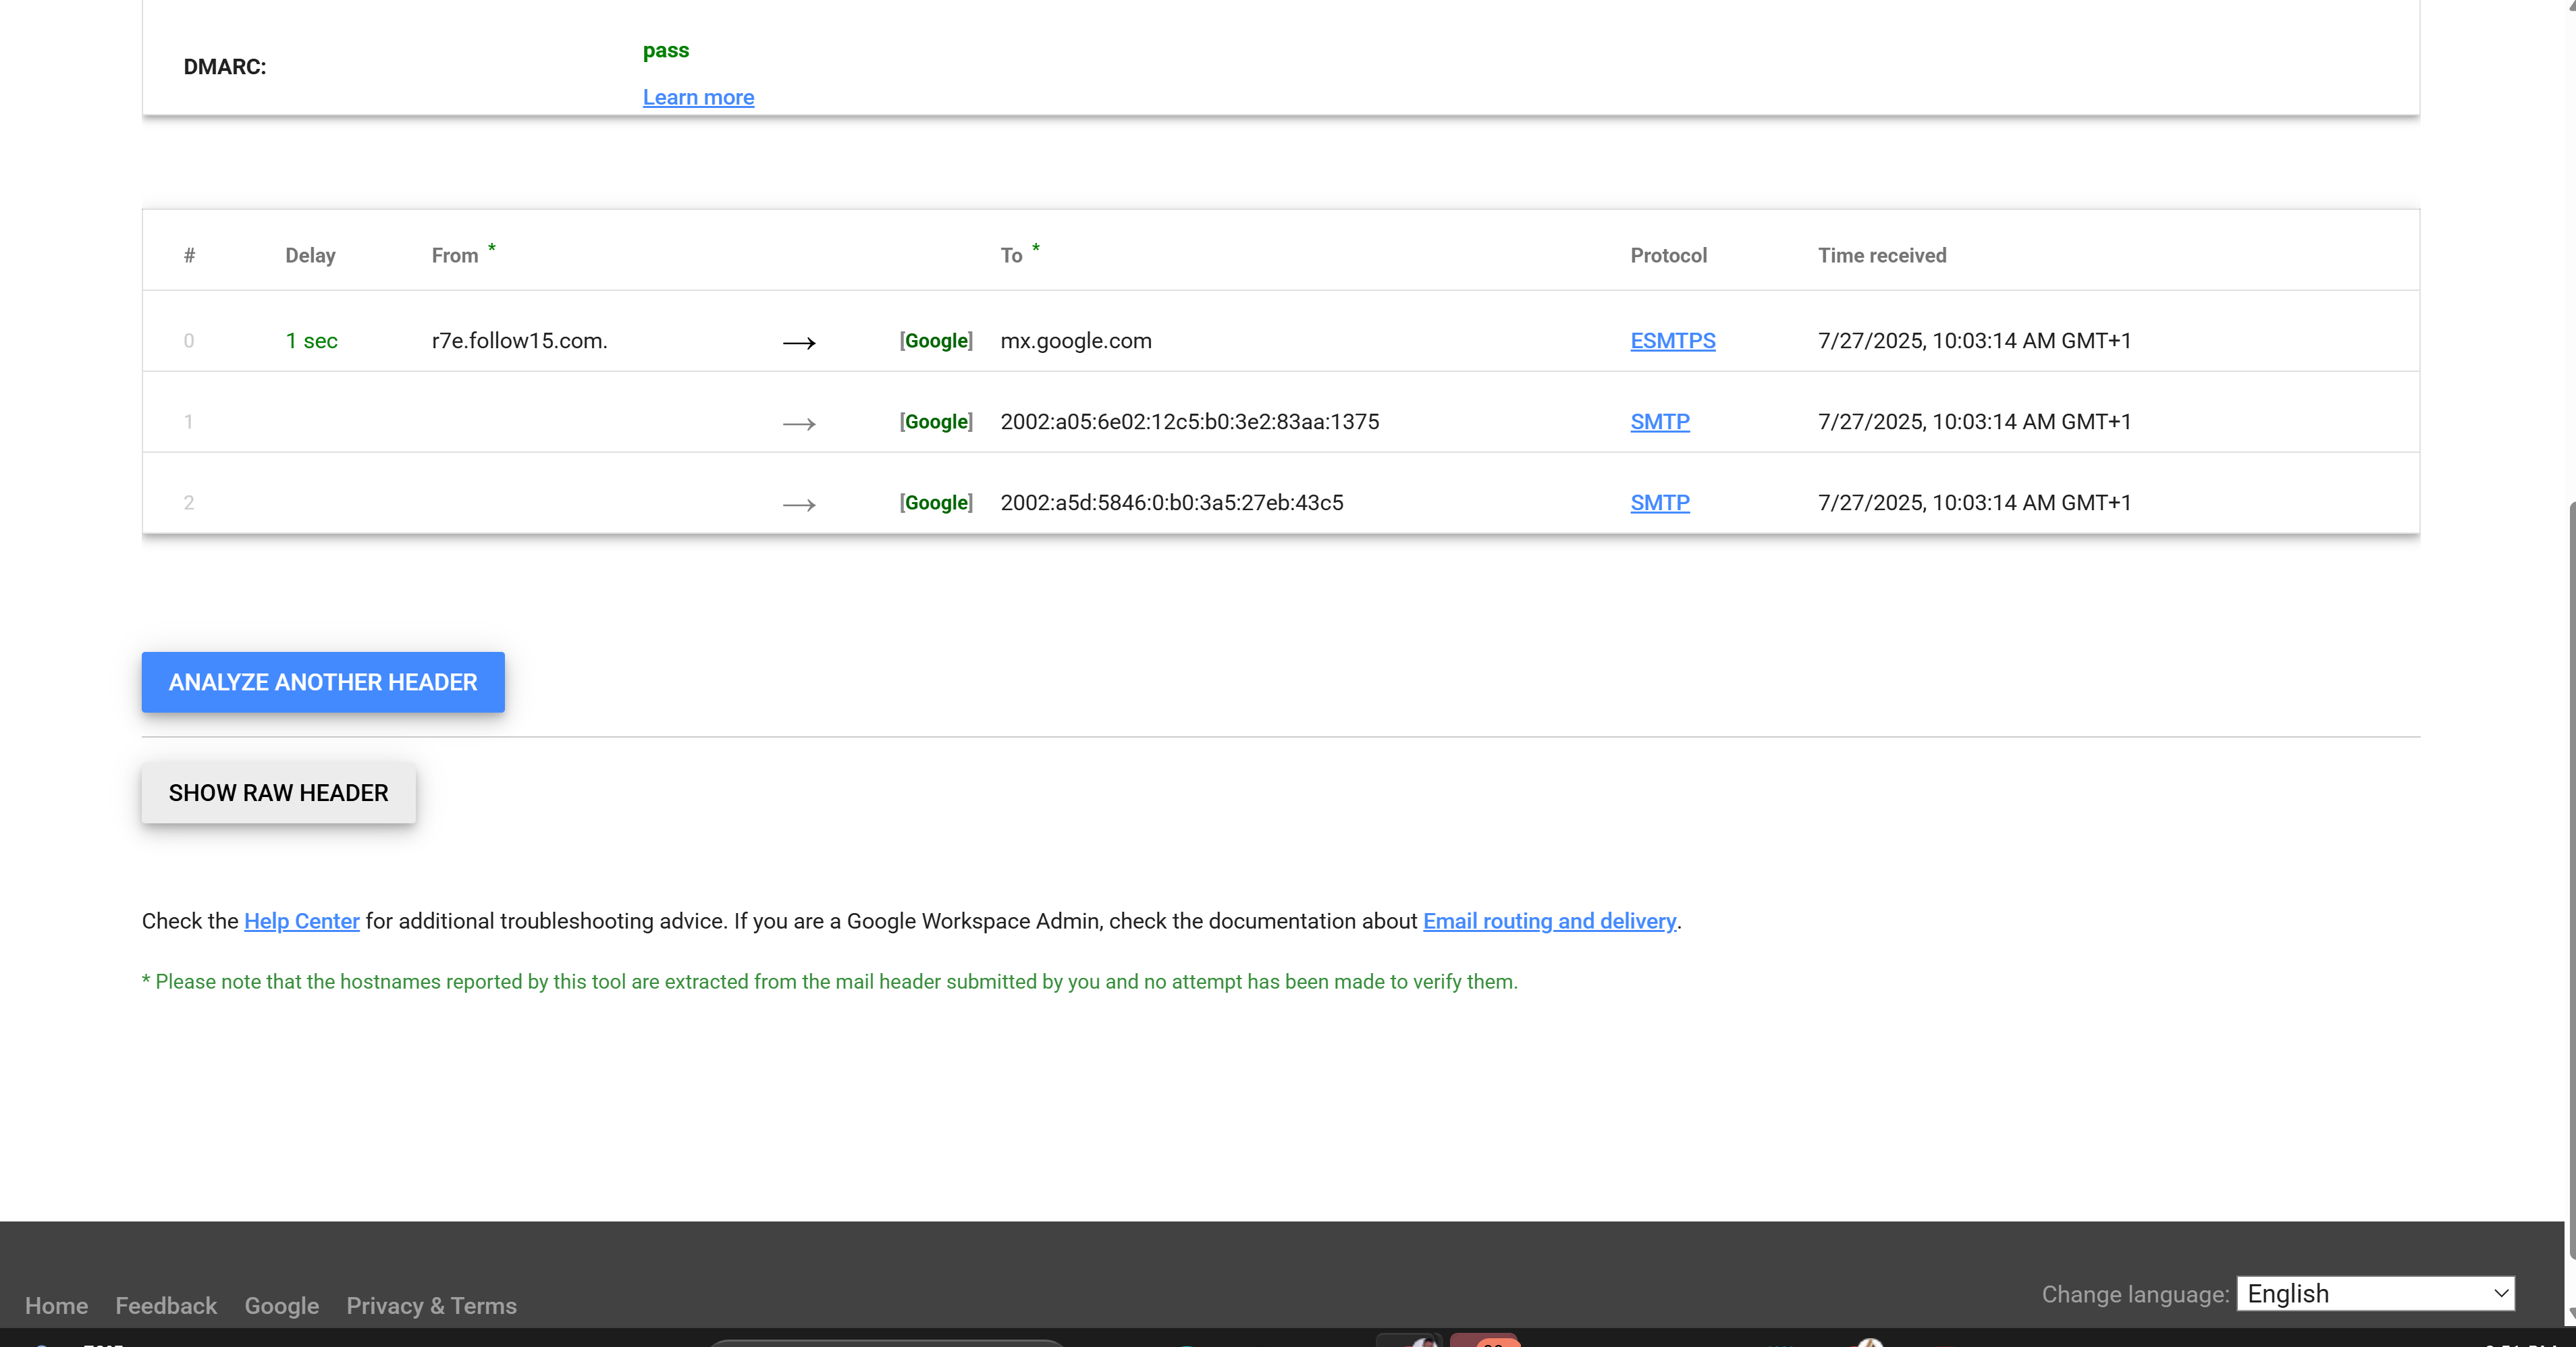 pass
DMARC:
Learn more
# Delay From * To * Protocol Time received
0 1 sec r7e.follow15.com. → [Google] mx.google.com ESMTPS 7/27/2025, 10:03:14 AM GMT+1
1 → [Google] 2002:a05:6e02:12c5:b0:3e2:83aa:1375 SMTP 7/27/2025, 10:03:14 AM GMT+1
2 → [Google] 2002:a5d:5846:0:b0:3a5:27eb:43c5 SMTP 7/27/2025, 10:03:14 AM GMT+1
ANALYZE ANOTHER HEADER
SHOW RAW HEADER
Check the Help Center for additional troubleshooting advice. If you are a Google Workspace Admin, check the documentation about Email routing and delivery.
* Please note that the hostnames reported by this tool are extracted from the mail header submitted by you and no attempt has been made to verify them.
Change language: English
Home Feedback Google Privacy & Terms